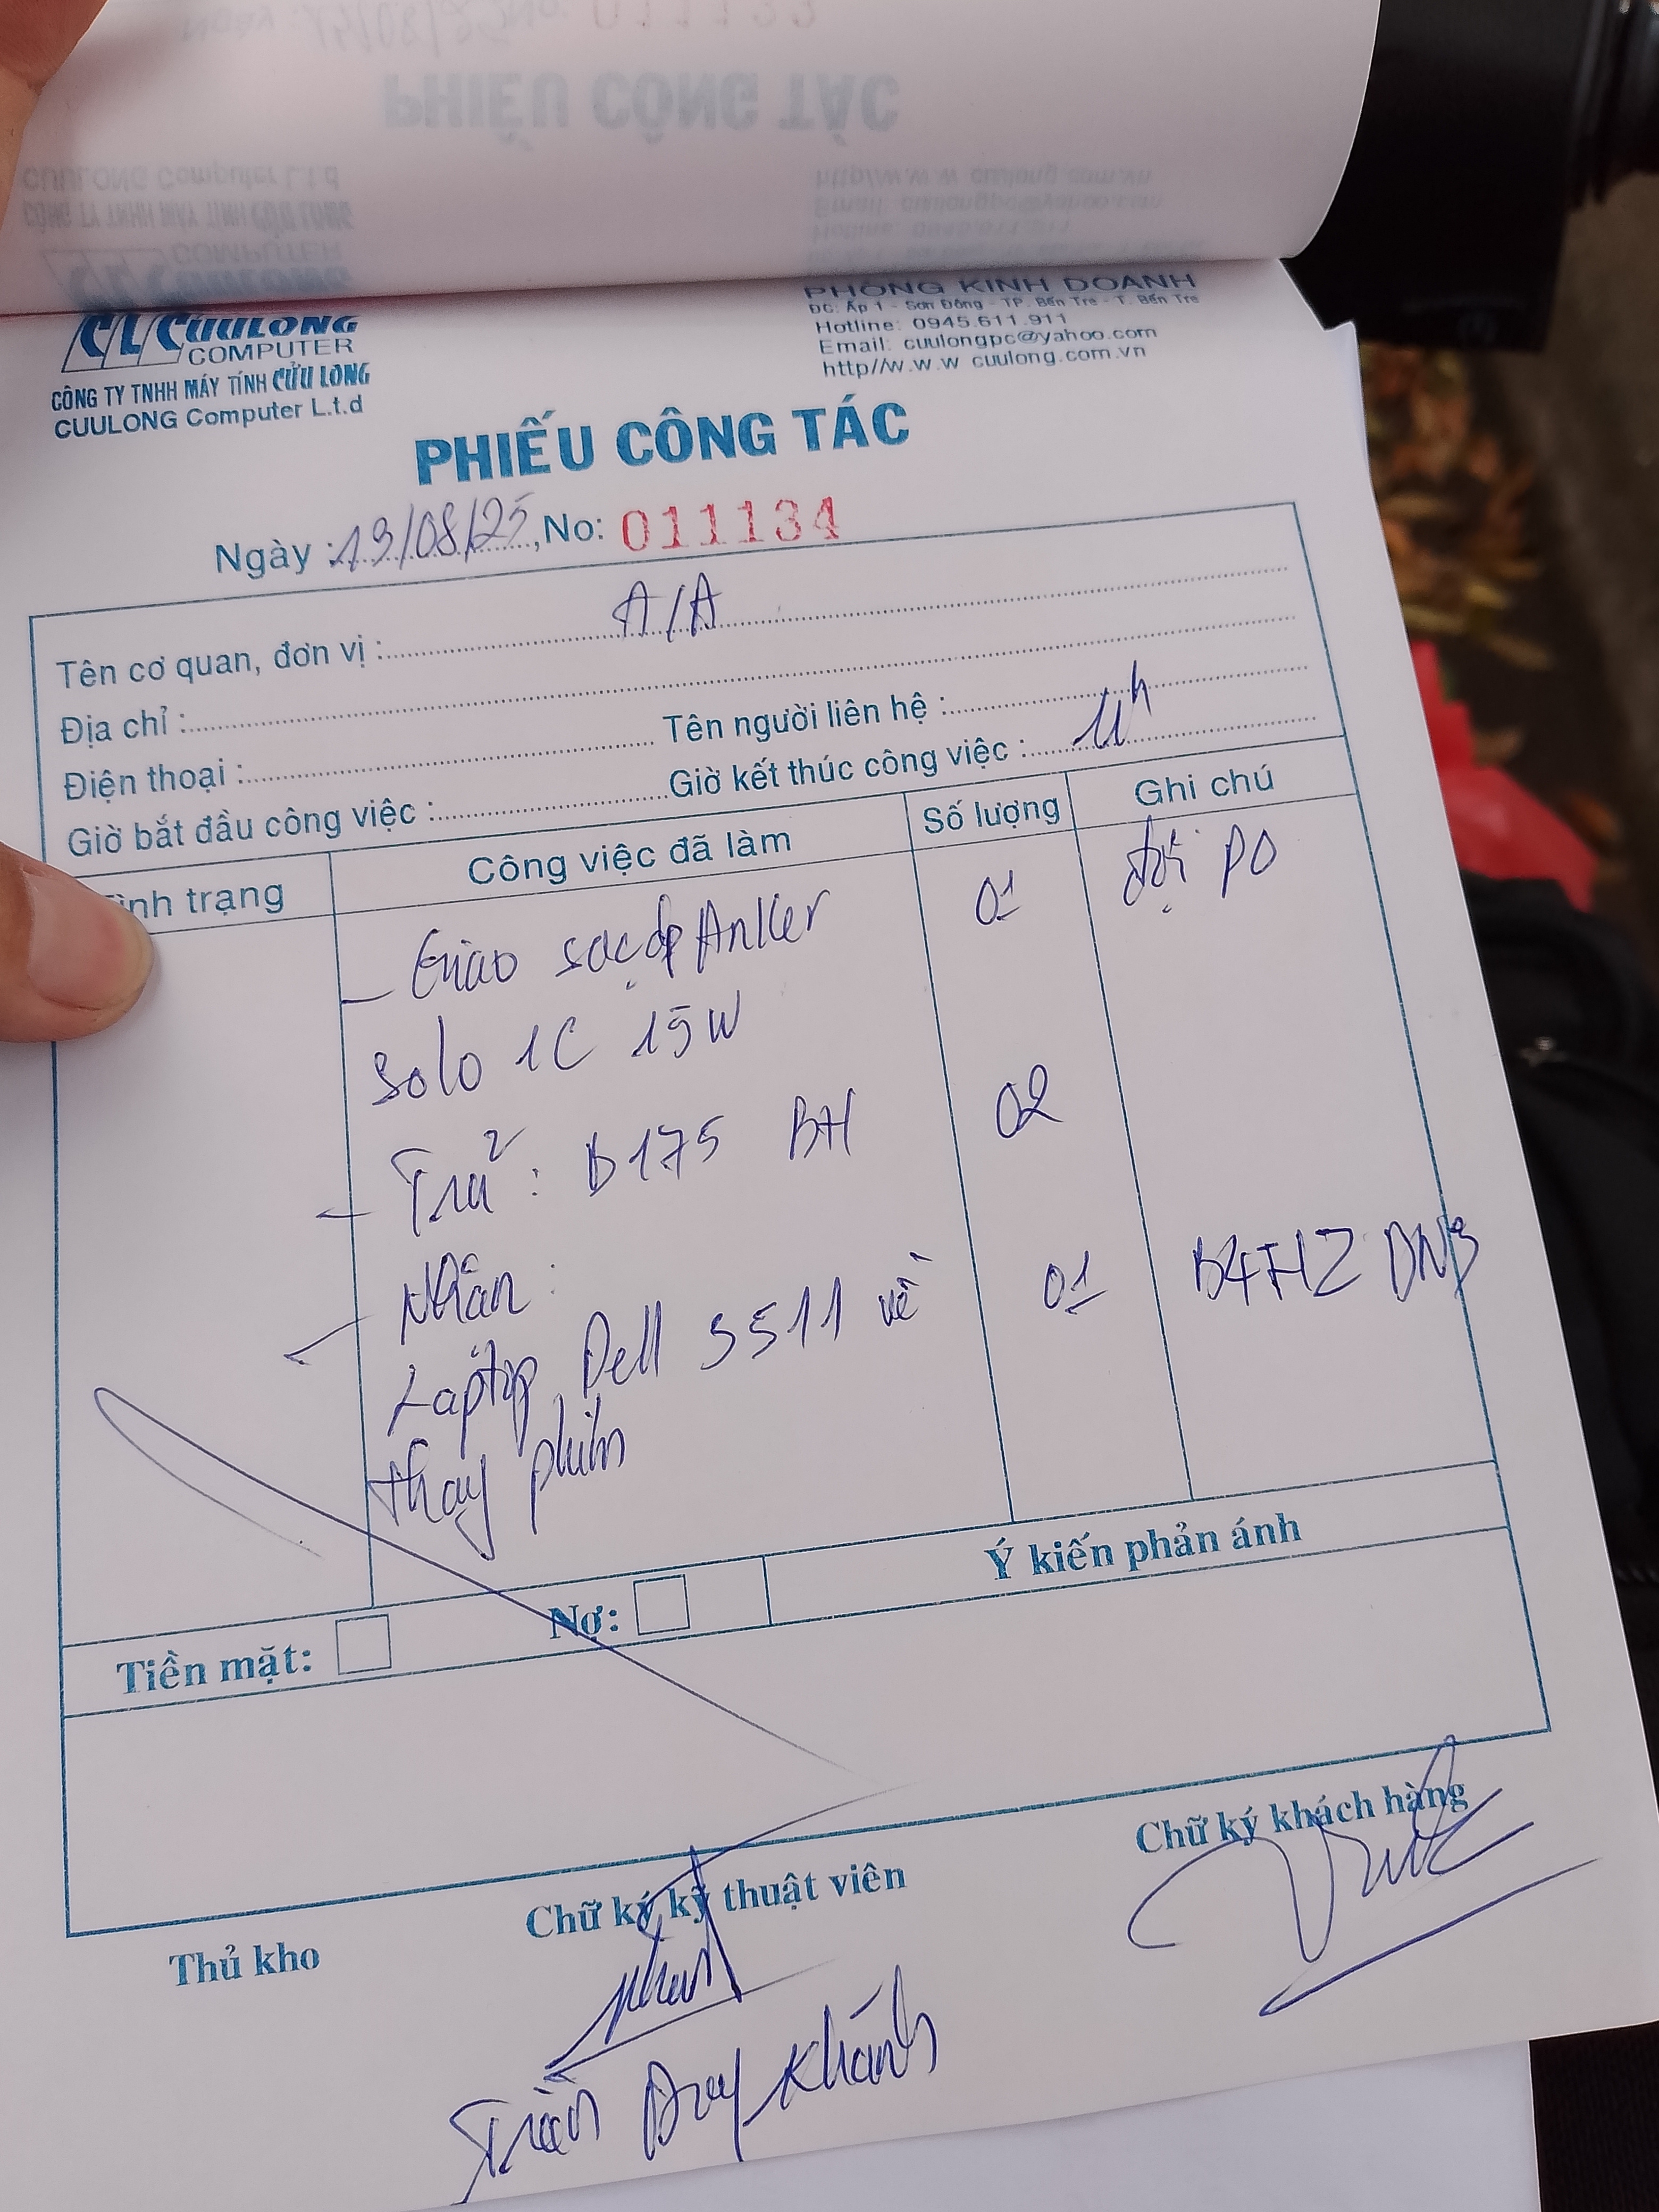 CL CUULONG
COMPUTER
CÔNG TY TNHH MÁY TÍNH CỬU LONG
CUULONG Computer L.t.d
PHÒNG KINH DOANH
ĐC: Ấp 1 - Sơn Đông - TP. Bến Tre - T. Bến Tre
Hotline: 0945.611.911
Email: cuulongpc@yahoo.com
http//w.w.w cuulong.com.vn
PHIẾU CÔNG TÁC
Ngày : 19/08/25, No: 011134
Tên cơ quan, đơn vị : A/A
Địa chỉ :
Điện thoại : Tên người liên hệ :
Giờ bắt đầu công việc : Giờ kết thúc công việc : 11h
ình trạng Công việc đã làm Số lượng Ghi chú
- Giao sạc Anker 01 đợi PO
Solo 1C 15W
- Trả : B175 BH 02
- Nhận :
Laptop Dell 5511 về 01 B4FHZ DN3
thay phím
Tiền mặt: Nợ: Ý kiến phản ánh
Thủ kho Chữ ký kỹ thuật viên Chữ ký khách hàng
Trần Duy Khánh